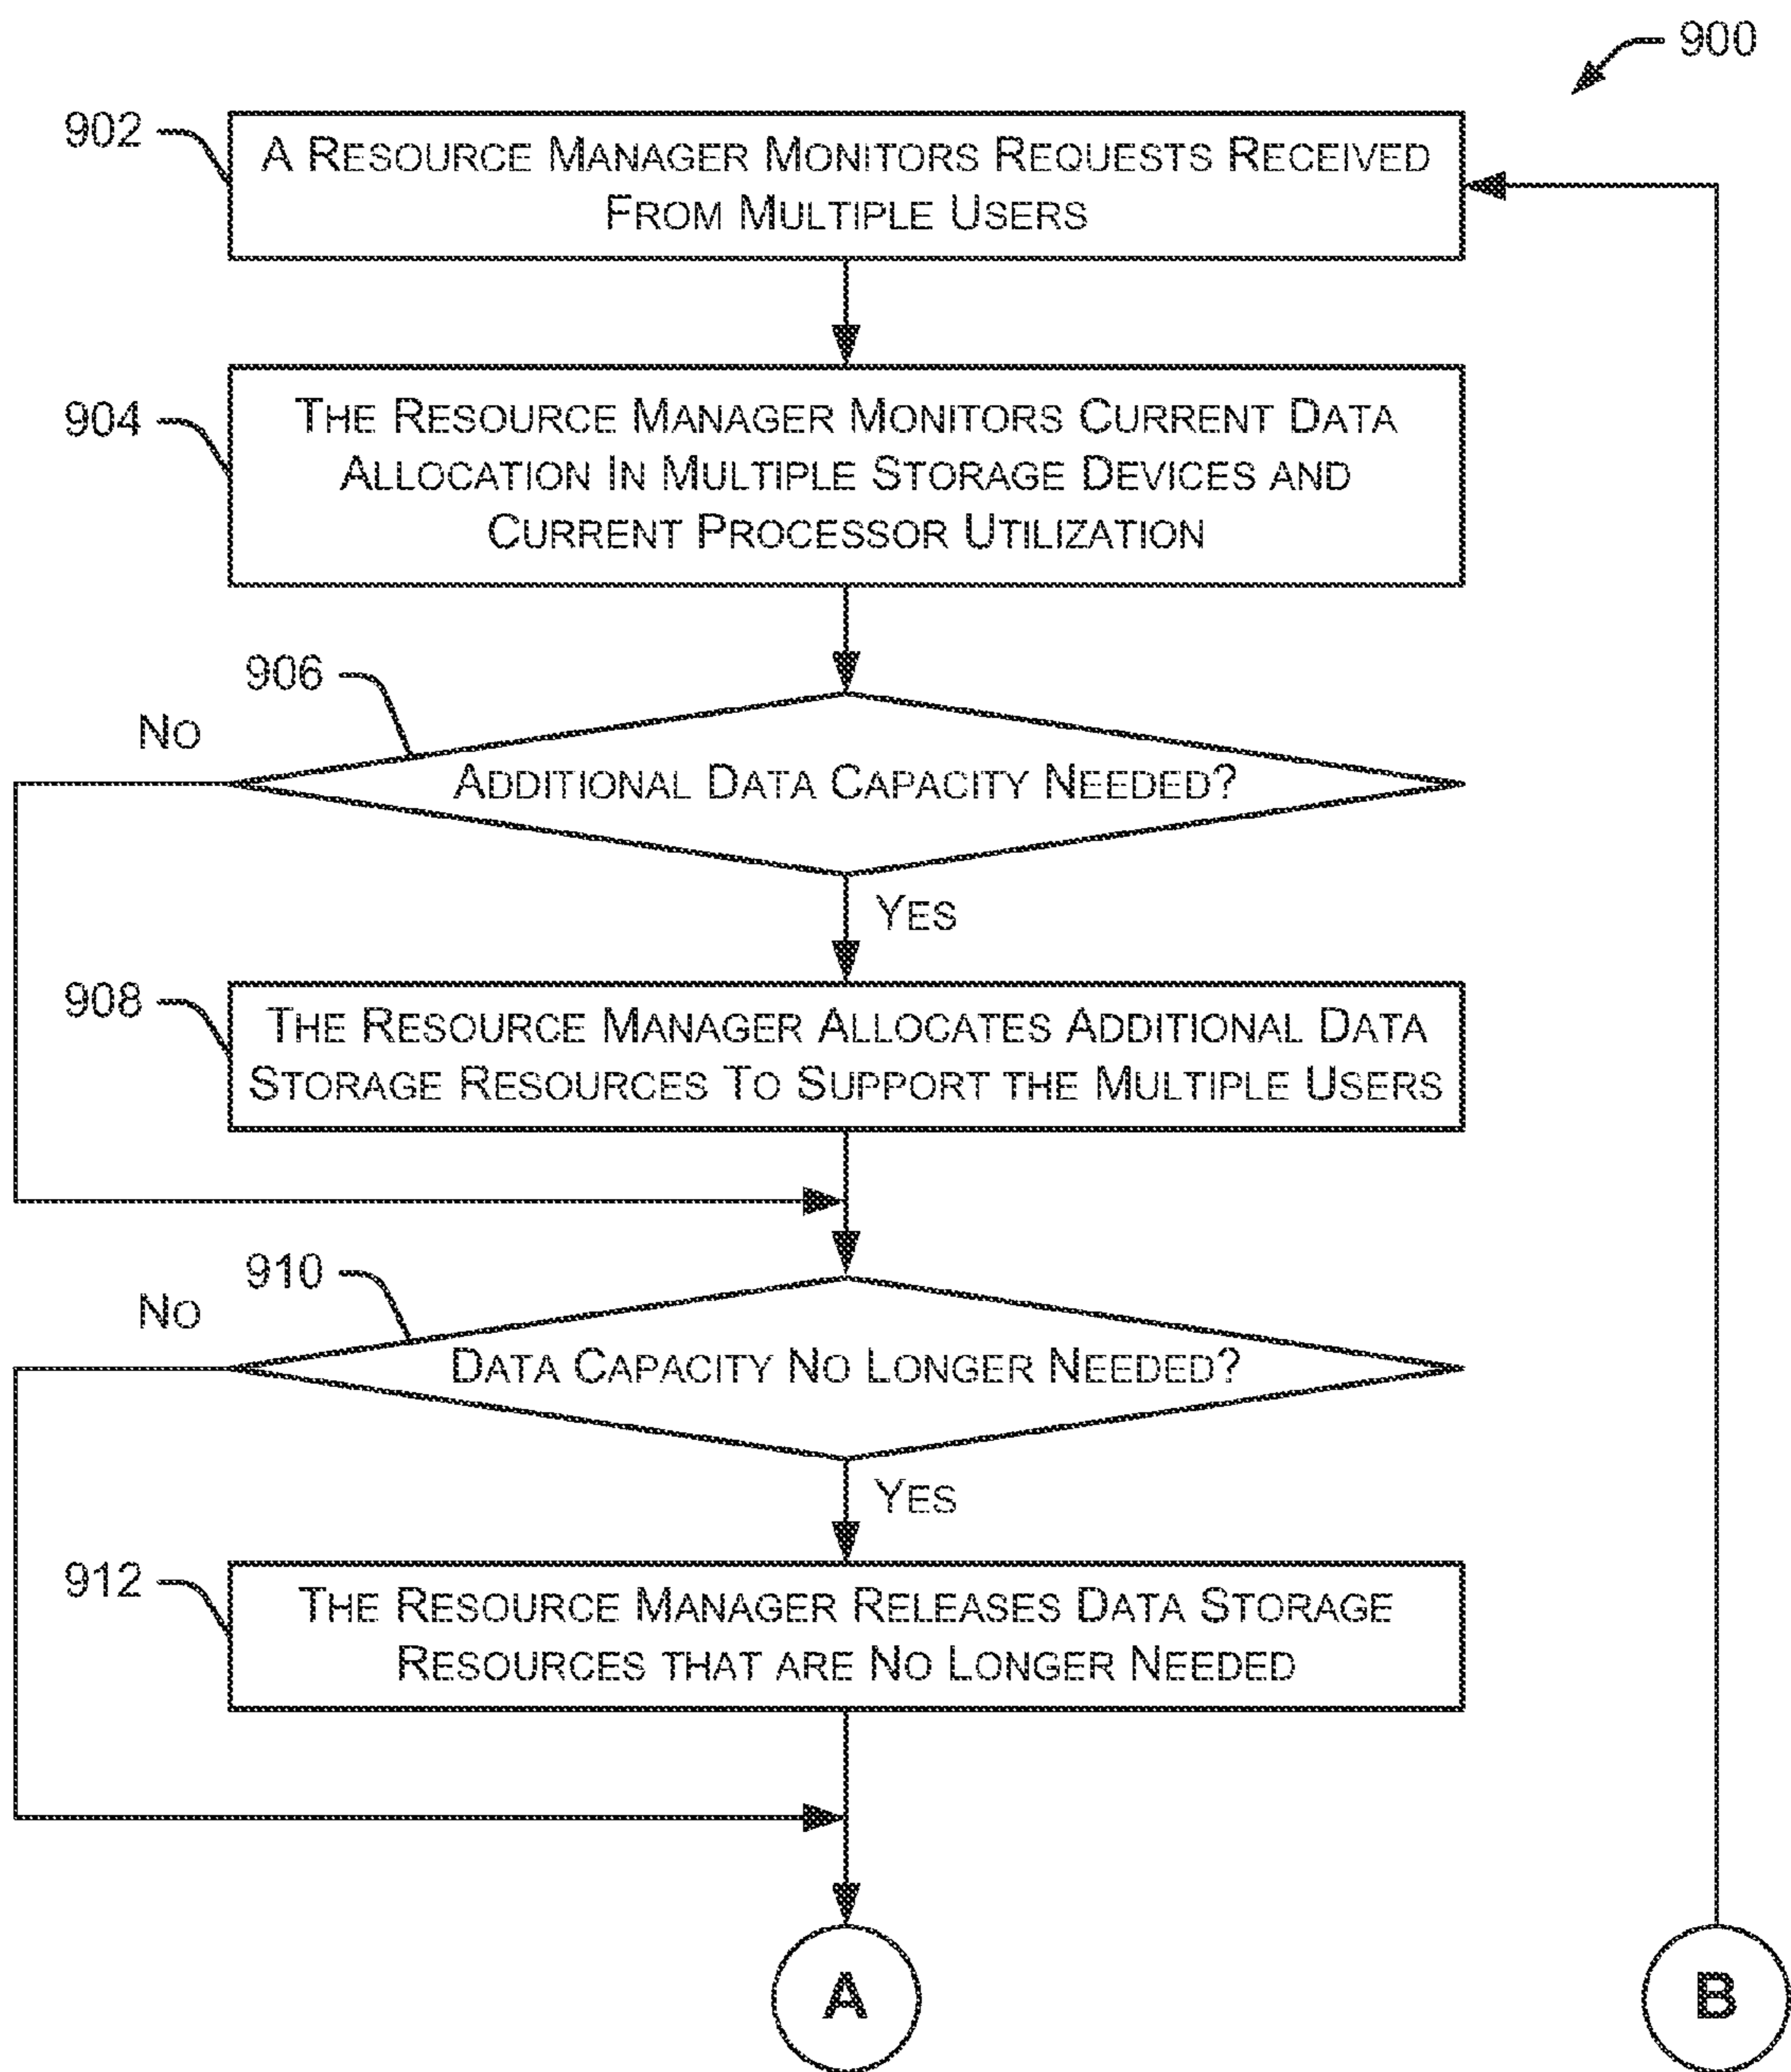 900
902
A Resource Manager Monitors Requests Received
From Multiple Users
904
The Resource Manager Monitors Current Data
Allocation In Multiple Storage Devices and
Current Processor Utilization
906
No
Additional Data Capacity Needed?
Yes
908
The Resource Manager Allocates Additional Data
Storage Resources To Support the Multiple Users
910
No
Data Capacity No Longer Needed?
Yes
912
The Resource Manager Releases Data Storage
Resources that are No Longer Needed
A
B